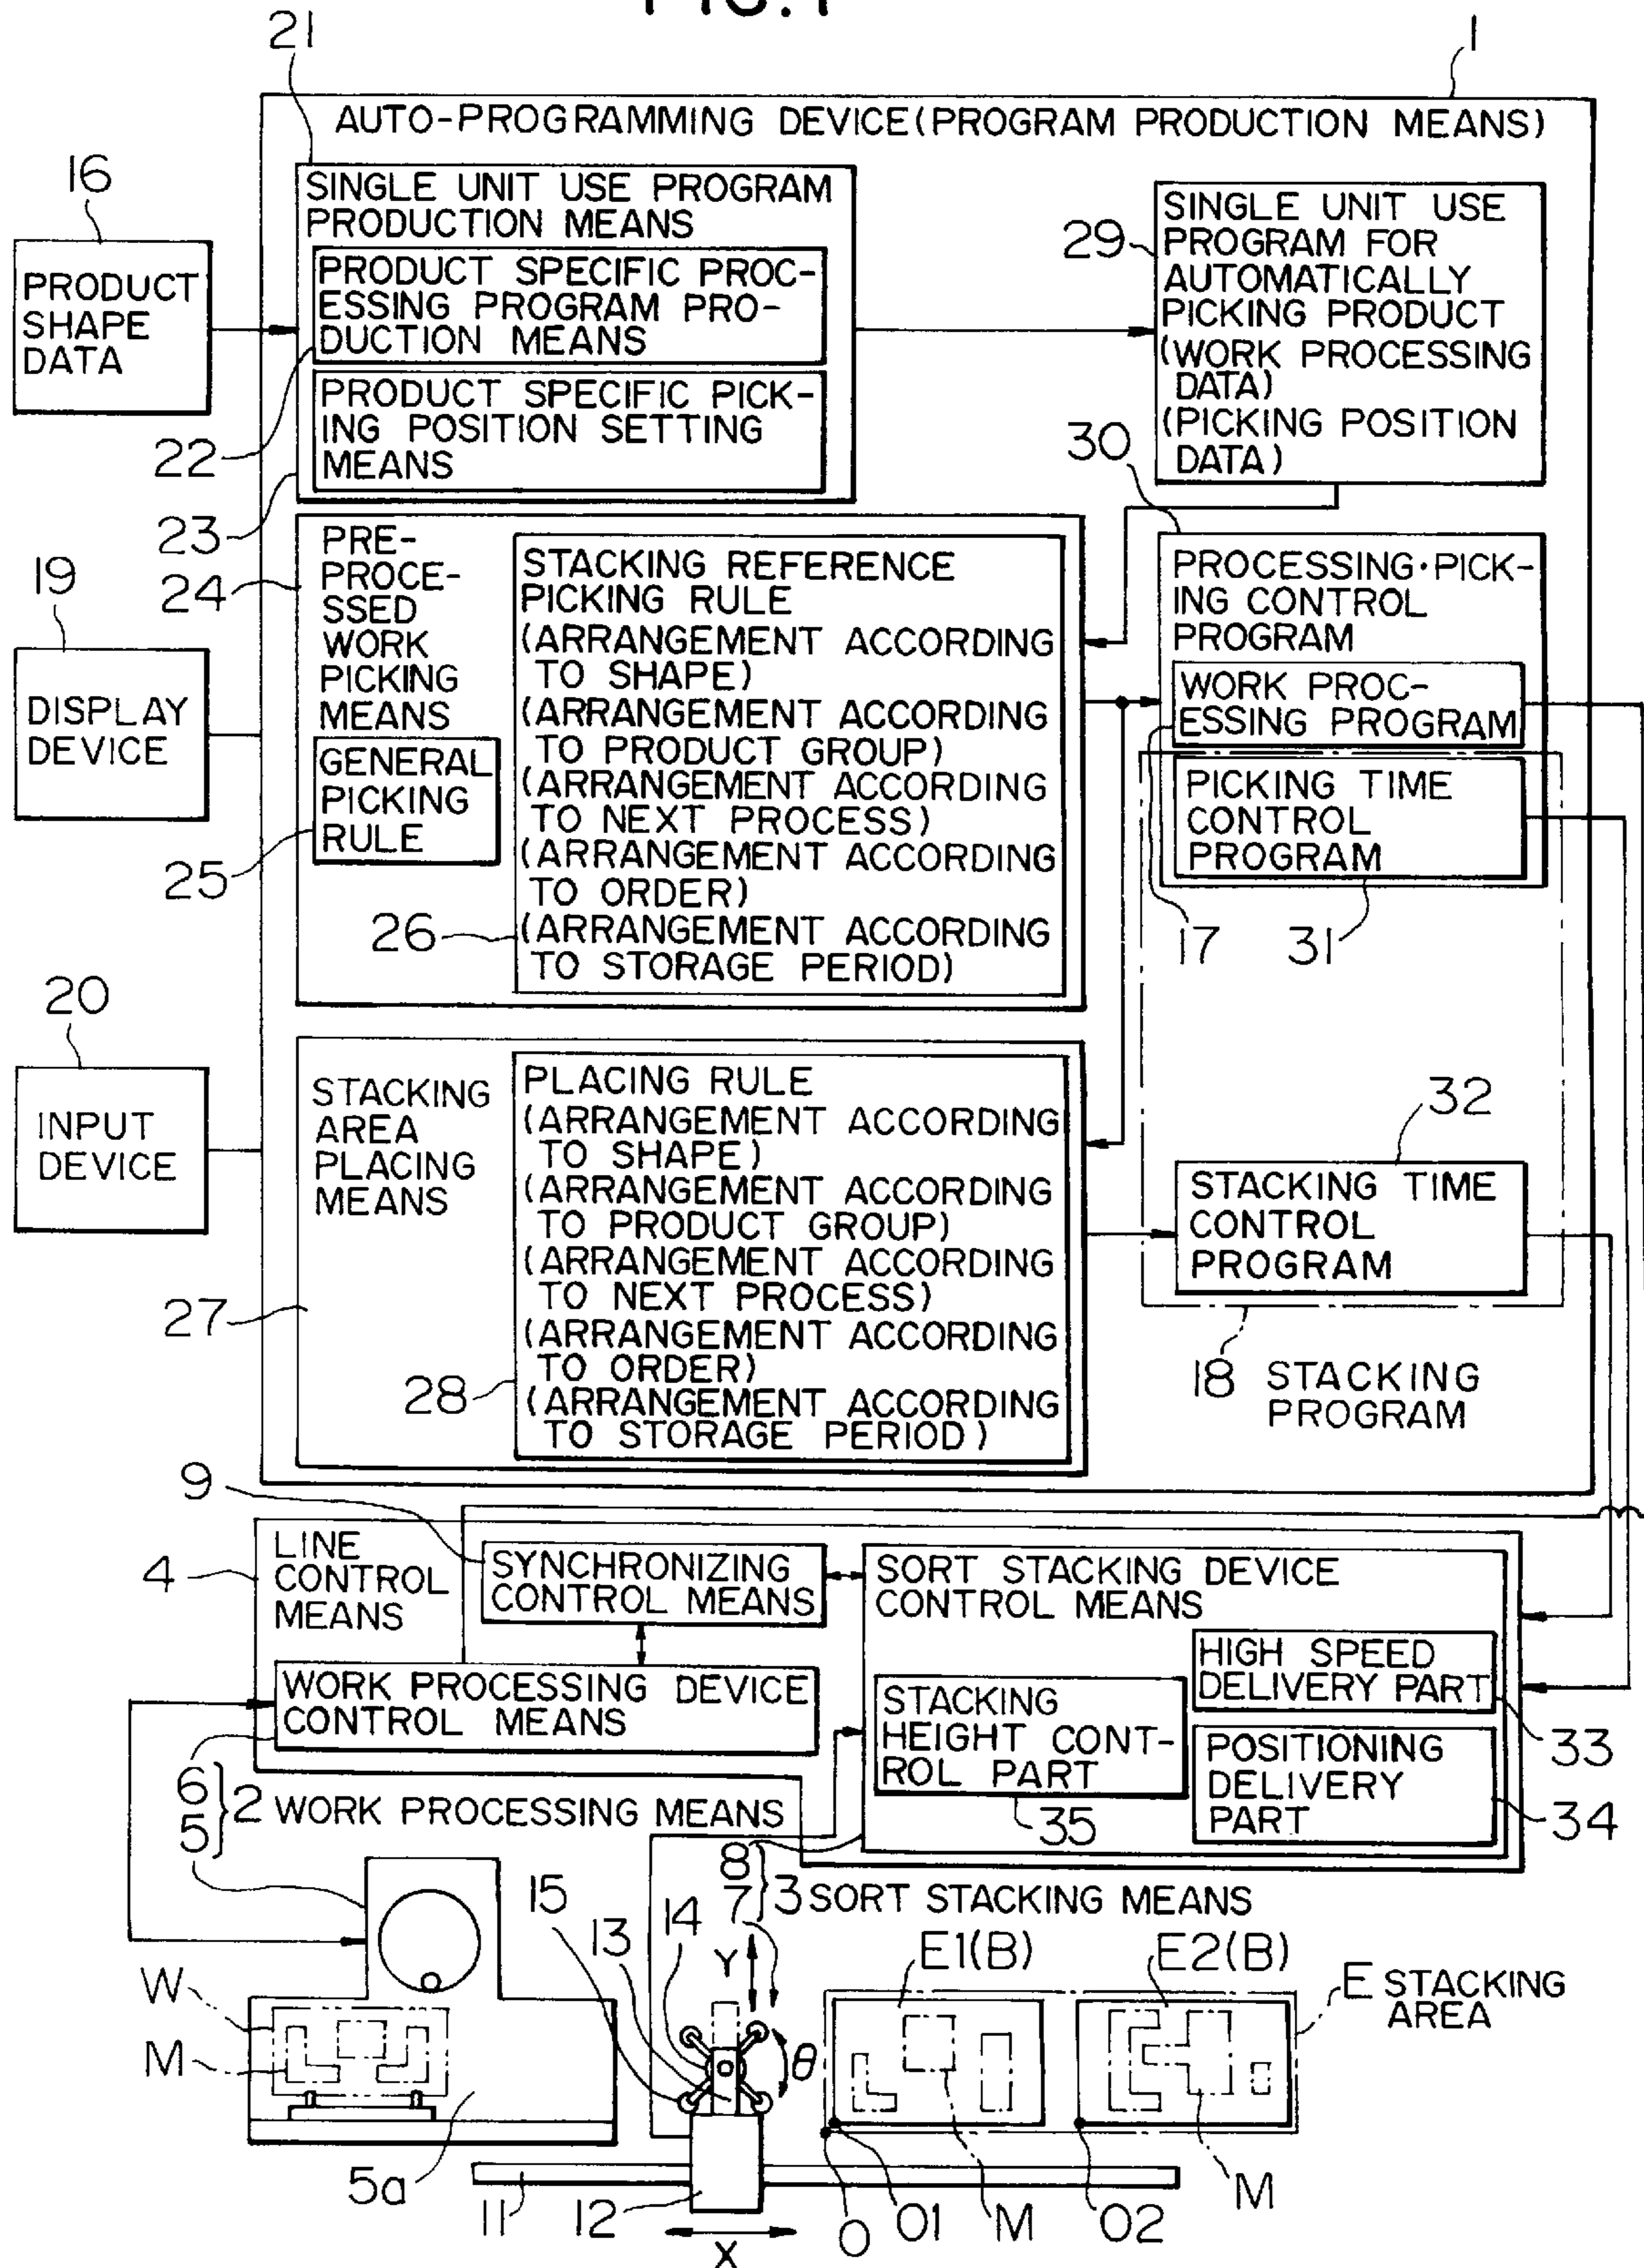 FIG. 1
21
1
AUTO-PROGRAMMING DEVICE(PROGRAM PRODUCTION MEANS)
16
PRODUCT
SHAPE
DATA
SINGLE UNIT USE PROGRAM
PRODUCTION MEANS
PRODUCT SPECIFIC PROC-
ESSING PROGRAM PRO-
DUCTION MEANS
PRODUCT SPECIFIC PICK-
ING POSITION SETTING
MEANS
22
23
29
SINGLE UNIT USE
PROGRAM FOR
AUTOMATICALLY
PICKING PRODUCT
(WORK PROCESSING
DATA)
(PICKING POSITION
DATA)
30
19
DISPLAY
DEVICE
24
PRE-
PROCE-
SSED
WORK
PICKING
MEANS
GENERAL
PICKING
RULE
25
STACKING REFERENCE
PICKING RULE
(ARRANGEMENT ACCORDING
TO SHAPE)
(ARRANGEMENT ACCORDING
TO PRODUCT GROUP)
(ARRANGEMENT ACCORDING
TO NEXT PROCESS)
(ARRANGEMENT ACCORDING
TO ORDER)
(ARRANGEMENT ACCORDING
TO STORAGE PERIOD)
26
PROCESSING·PICK-
ING CONTROL
PROGRAM
WORK PROC-
ESSING PROGRAM
PICKING TIME
CONTROL
PROGRAM
17
31
20
INPUT
DEVICE
STACKING
AREA
PLACING
MEANS
27
PLACING RULE
(ARRANGEMENT ACCORDING
TO SHAPE)
(ARRANGEMENT ACCORDING
TO PRODUCT GROUP)
(ARRANGEMENT ACCORDING
TO NEXT PROCESS)
(ARRANGEMENT ACCORDING
TO ORDER)
(ARRANGEMENT ACCORDING
TO STORAGE PERIOD)
28
32
STACKING TIME
CONTROL
PROGRAM
18 STACKING
PROGRAM
9
4
LINE
CONTROL
MEANS
SYNCHRONIZING
CONTROL MEANS
SORT STACKING DEVICE
CONTROL MEANS
WORK PROCESSING DEVICE
CONTROL MEANS
STACKING
HEIGHT CONT-
ROL PART
35
HIGH SPEED
DELIVERY PART
33
POSITIONING
DELIVERY
PART
34
6
5
2 WORK PROCESSING MEANS
8
7
3 SORT STACKING MEANS
15
13
14
Y
θ
E1(B)
E2(B)
E STACKING
AREA
W
M
5a
11
12
X
O
O1
M
O2
M